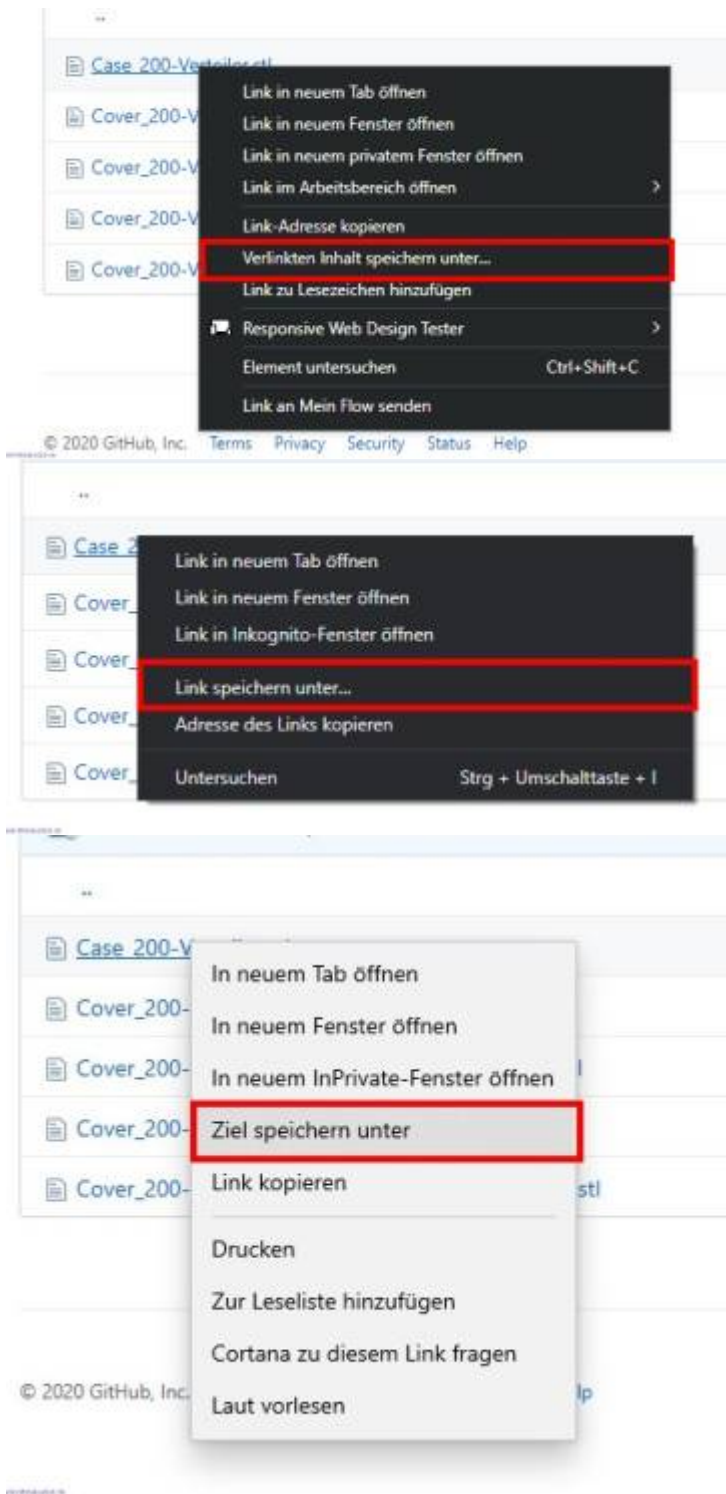 ..
Case_200-Verteiler.stl
Link in neuem Tab öffnen
Cover_200-V
Link in neuem Fenster öffnen
Link in neuem privatem Fenster öffnen
Cover_200-V
Link im Arbeitsbereich öffnen
Cover_200-V
Link-Adresse kopieren
Verlinkten Inhalt speichern unter...
Cover_200-V
Link zu Lesezeichen hinzufügen
Responsive Web Design Tester
Element untersuchen Ctrl+Shift+C
Link an Mein Flow senden
© 2020 GitHub, Inc. Terms Privacy Security Status Help
..
Case_2
Link in neuem Tab öffnen
Cover_
Link in neuem Fenster öffnen
Link in Inkognito-Fenster öffnen
Cover_
Link speichern unter...
Cover_
Adresse des Links kopieren
Cover_
Untersuchen Strg + Umschalttaste + I
..
Case_200-V
In neuem Tab öffnen
Cover_200-
In neuem Fenster öffnen
Cover_200-
In neuem InPrivate-Fenster öffnen
Cover_200-
Ziel speichern unter
Cover_200-
Link kopieren
stl
Drucken
Zur Leseliste hinzufügen
Cortana zu diesem Link fragen
© 2020 GitHub, Inc.
lp
Laut vorlesen